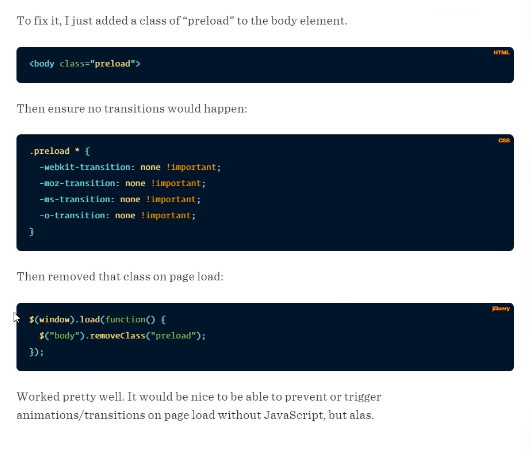 To fix it, I just added a class of “preload” to the body element.
HTML
<body class="preload">
Then ensure no transitions would happen:
CSS
.preload * {
-webkit-transition: none !important;
-moz-transition: none !important;
-ms-transition: none !important;
-o-transition: none !important;
}
Then removed that class on page load:
jQuery
$(window).load(function() {
$("body").removeClass("preload");
});
Worked pretty well. It would be nice to be able to prevent or trigger
animations/transitions on page load without JavaScript, but alas.